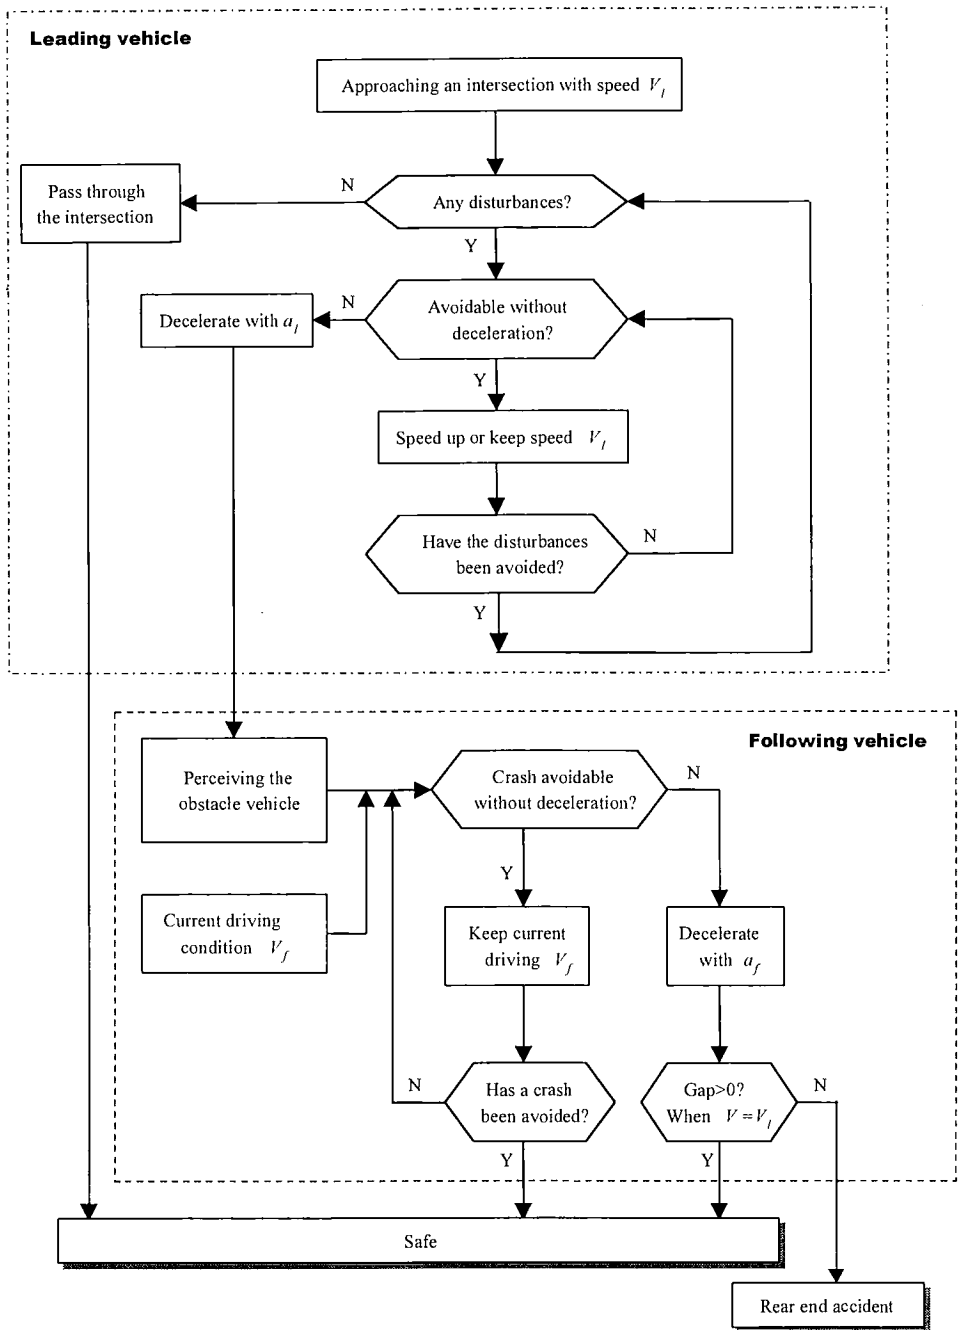 Leading vehicle
Approaching an intersection with speed V_l
Pass through
the intersection
N
Any disturbances?
Y
Decelerate with a_l
N
Avoidable without
deceleration?
Y
Speed up or keep speed V_l
Have the disturbances
been avoided?
N
Y
Following vehicle
Perceiving the
obstacle vehicle
Crash avoidable
without deceleration?
N
Y
Current driving
condition V_f
Keep current
driving V_f
Decelerate
with a_f
N
Has a crash
been avoided?
Gap>0?
When V=V_l
N
Y
Y
Safe
Rear end accident